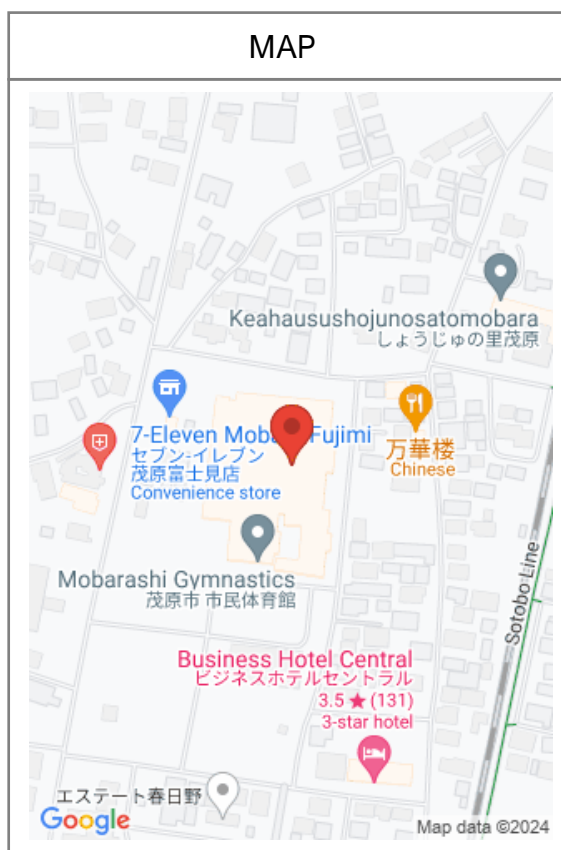 MAP
Keahausushojunosatomobara
しょうじゅの里茂原
7-Eleven Mobara Fujimi
セブン-イレブン
茂原富士見店
Convenience store
万華楼
Chinese
Mobarashi Gymnastics
茂原市 市民体育館
Sotobo Line
Business Hotel Central
ビジネスホテルセントラル
3.5 ★ (131)
3-star hotel
エステート春日野
Google
Map data ©2024